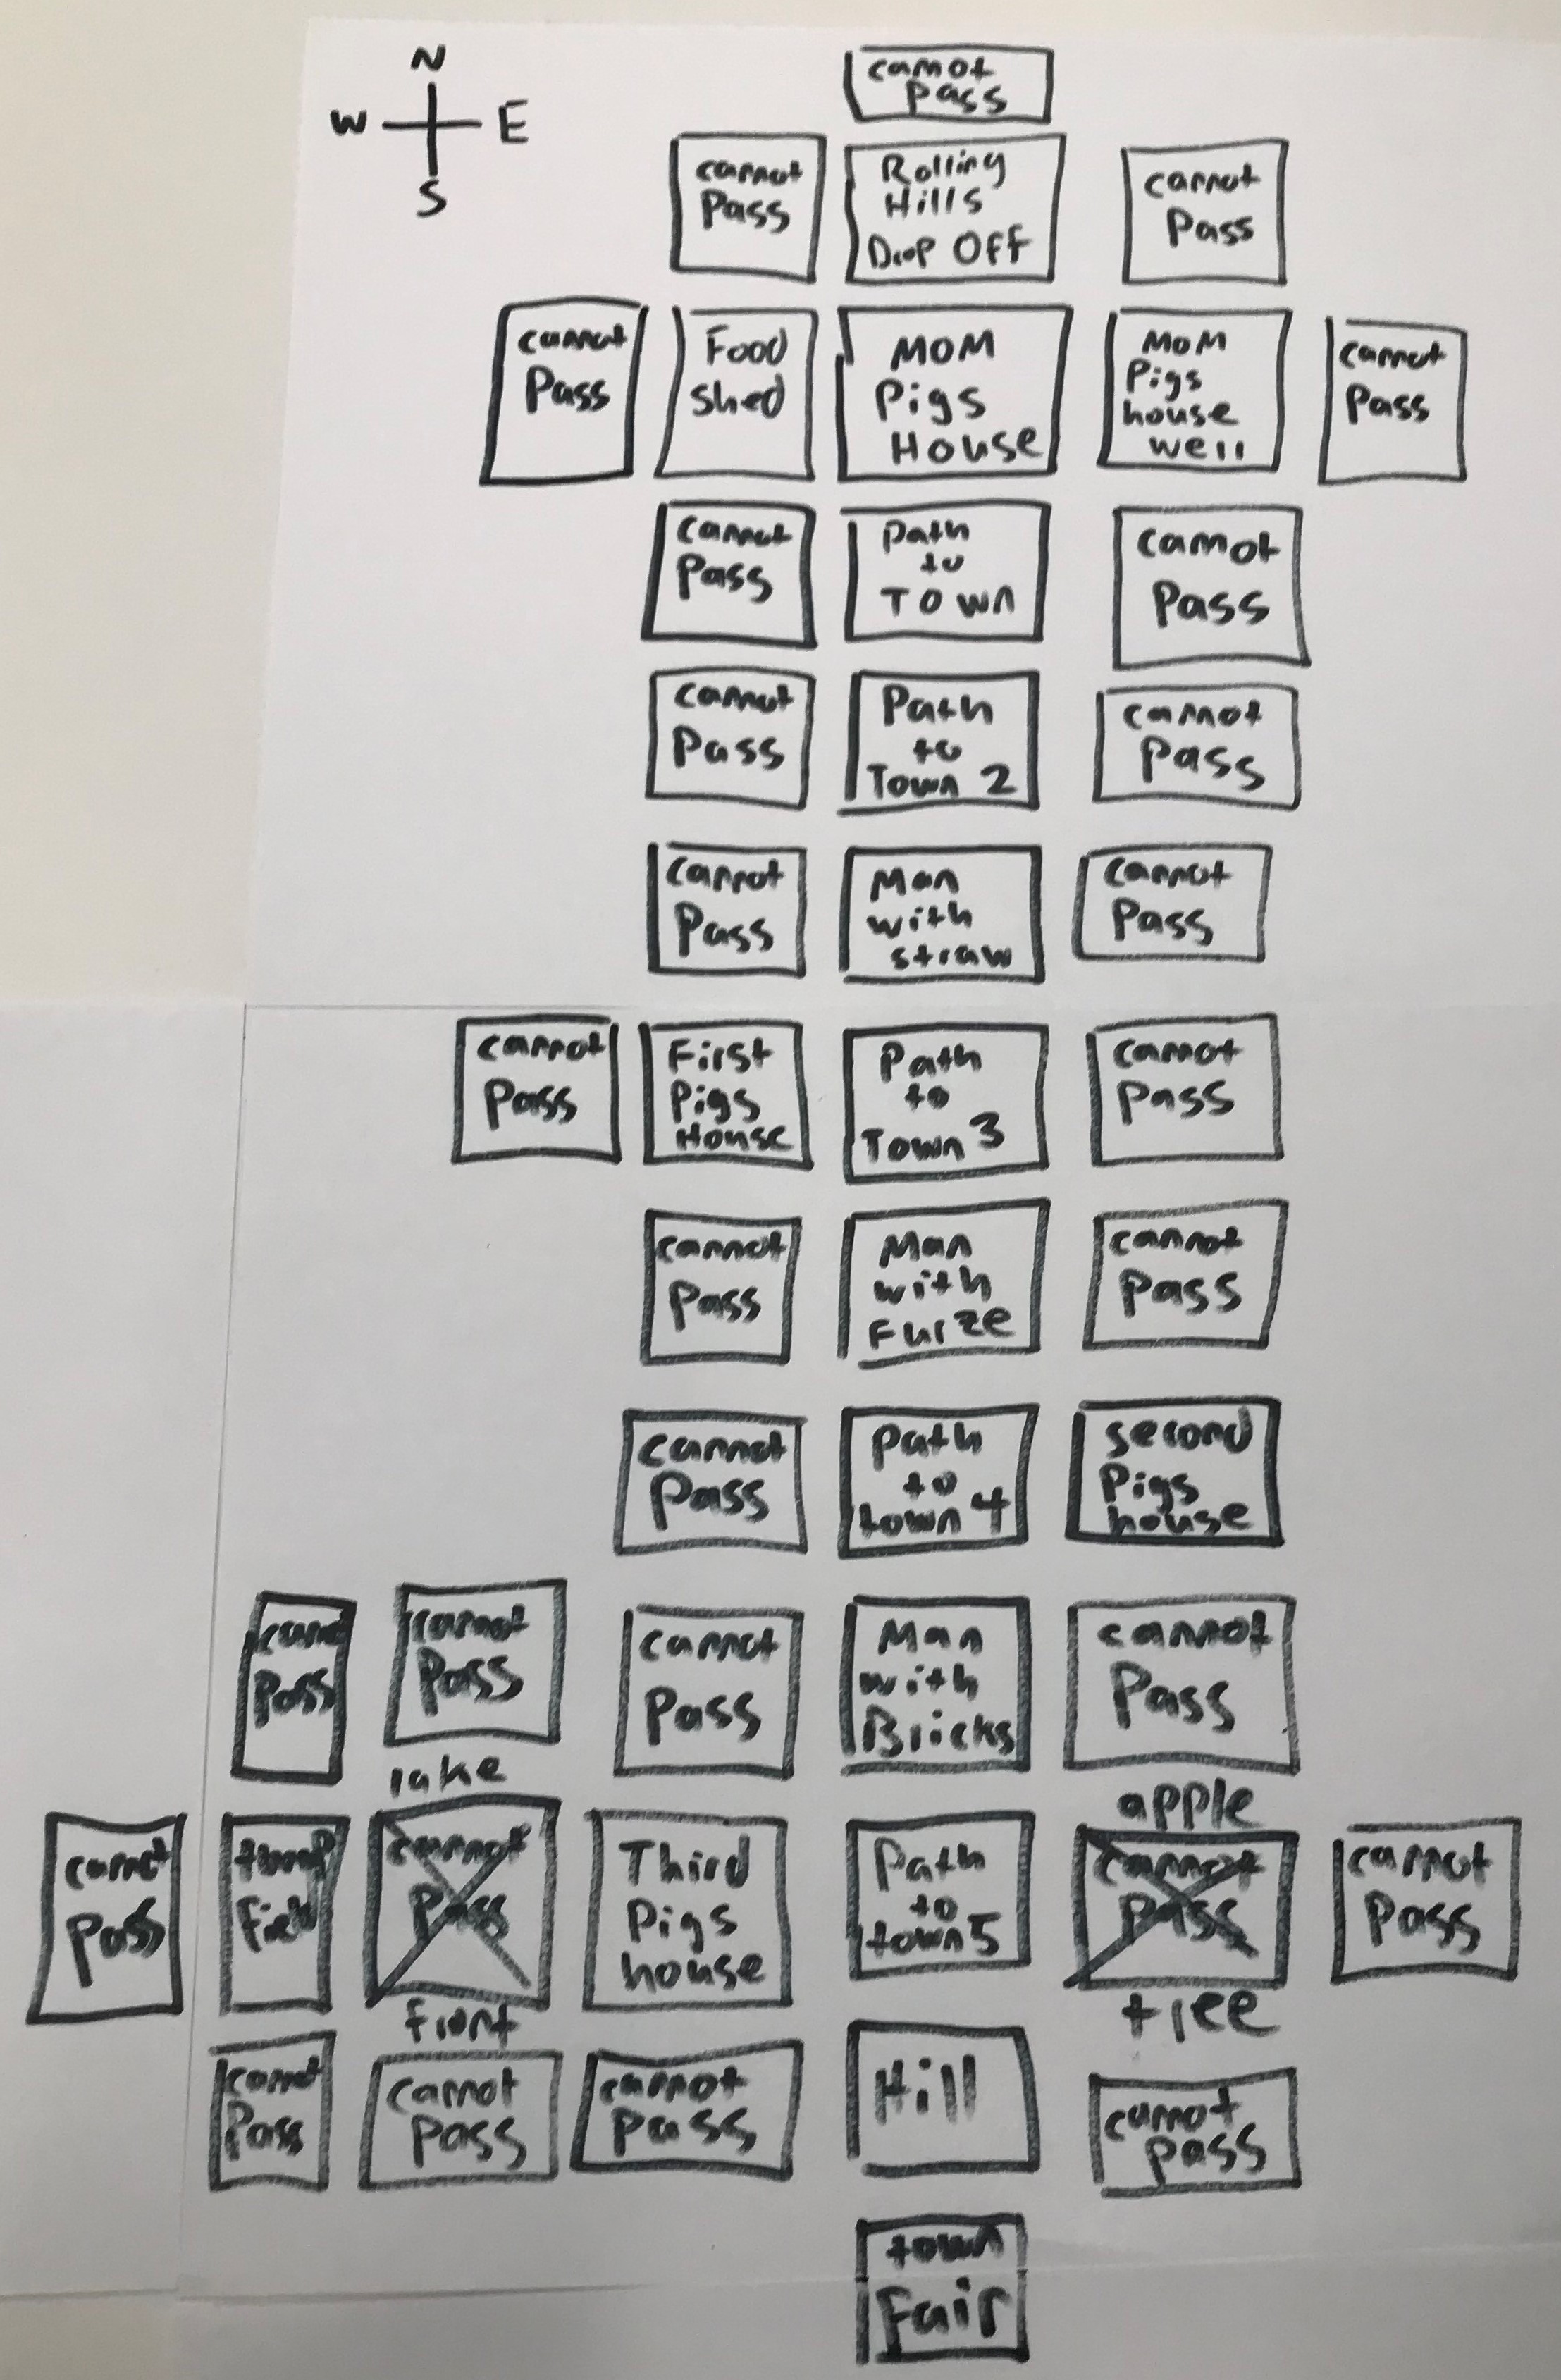 N
W E
S
cannot
pass
cannot
Pass
Rolling
Hills
Drop Off
cannot
Pass
cannot
Pass
Food
shed
MOM
Pigs
House
MOM
Pigs
house
well
cannot
Pass
cannot
Pass
Path
to
TOWN
cannot
Pass
cannot
Pass
Path
to
Town 2
cannot
Pass
cannot
Pass
Man
with
straw
cannot
Pass
cannot
Pass
First
Pigs
House
Path
to
Town 3
cannot
Pass
cannot
Pass
Man
with
Furze
cannot
Pass
cannot
Pass
Path
to
town 4
second
Pigs
house
Pass
cannot
Pass
cannot
Pass
Man
with
Bricks
cannot
Pass
cannot
Pass
Field
lake
cannot
Pass
front
Third
Pigs
house
Path
to
town 5
apple
cannot
Pass
tree
cannot
Pass
cannot
Pass
cannot
Pass
cannot
Pass
Hill
cannot
pass
town
Fair